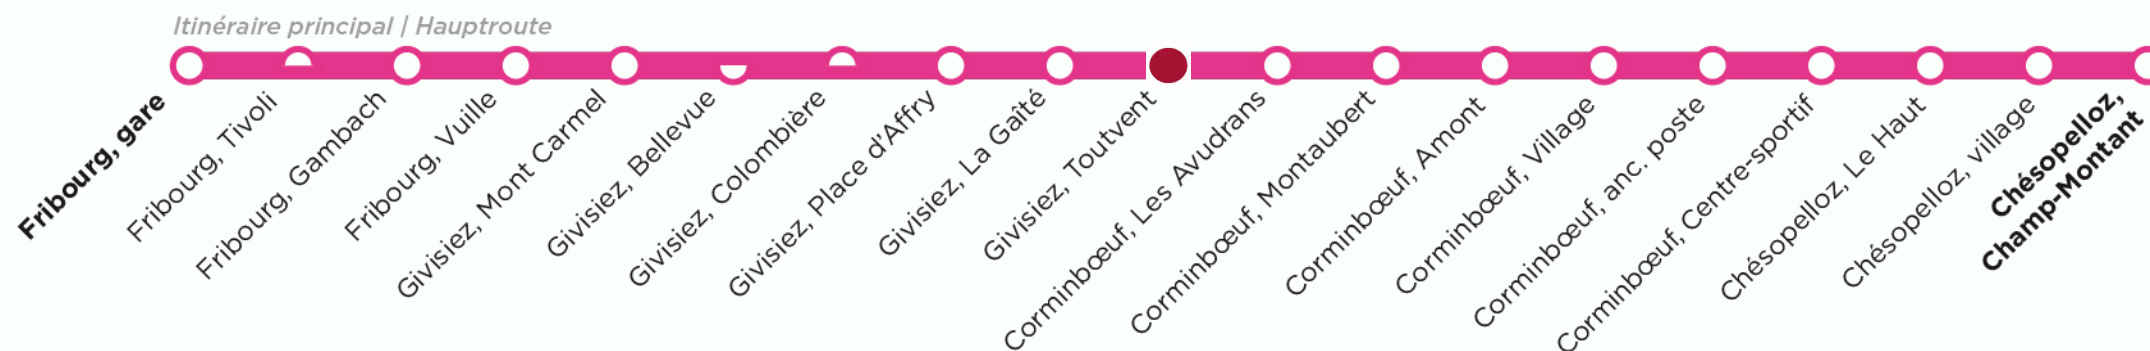 Itinéraire principal | Hauptroute
Fribourg, gare
Fribourg, Tivoli
Fribourg, Gambach
Fribourg, Vuille
Givisiez, Mont Carmel
Givisiez, Bellevue
Givisiez, Colombière
Givisiez, Place d'Affry
Givisiez, La Gaîté
Givisiez, Toutvent
Corminbœuf, Les Avudrans
Corminbœuf, Montaubert
Corminbœuf, Amont
Corminbœuf, Village
Corminbœuf, anc. poste
Corminbœuf, Centre-sportif
Chésopelloz, Le Haut
Chésopelloz, village
Chésopelloz,
Champ-Montant